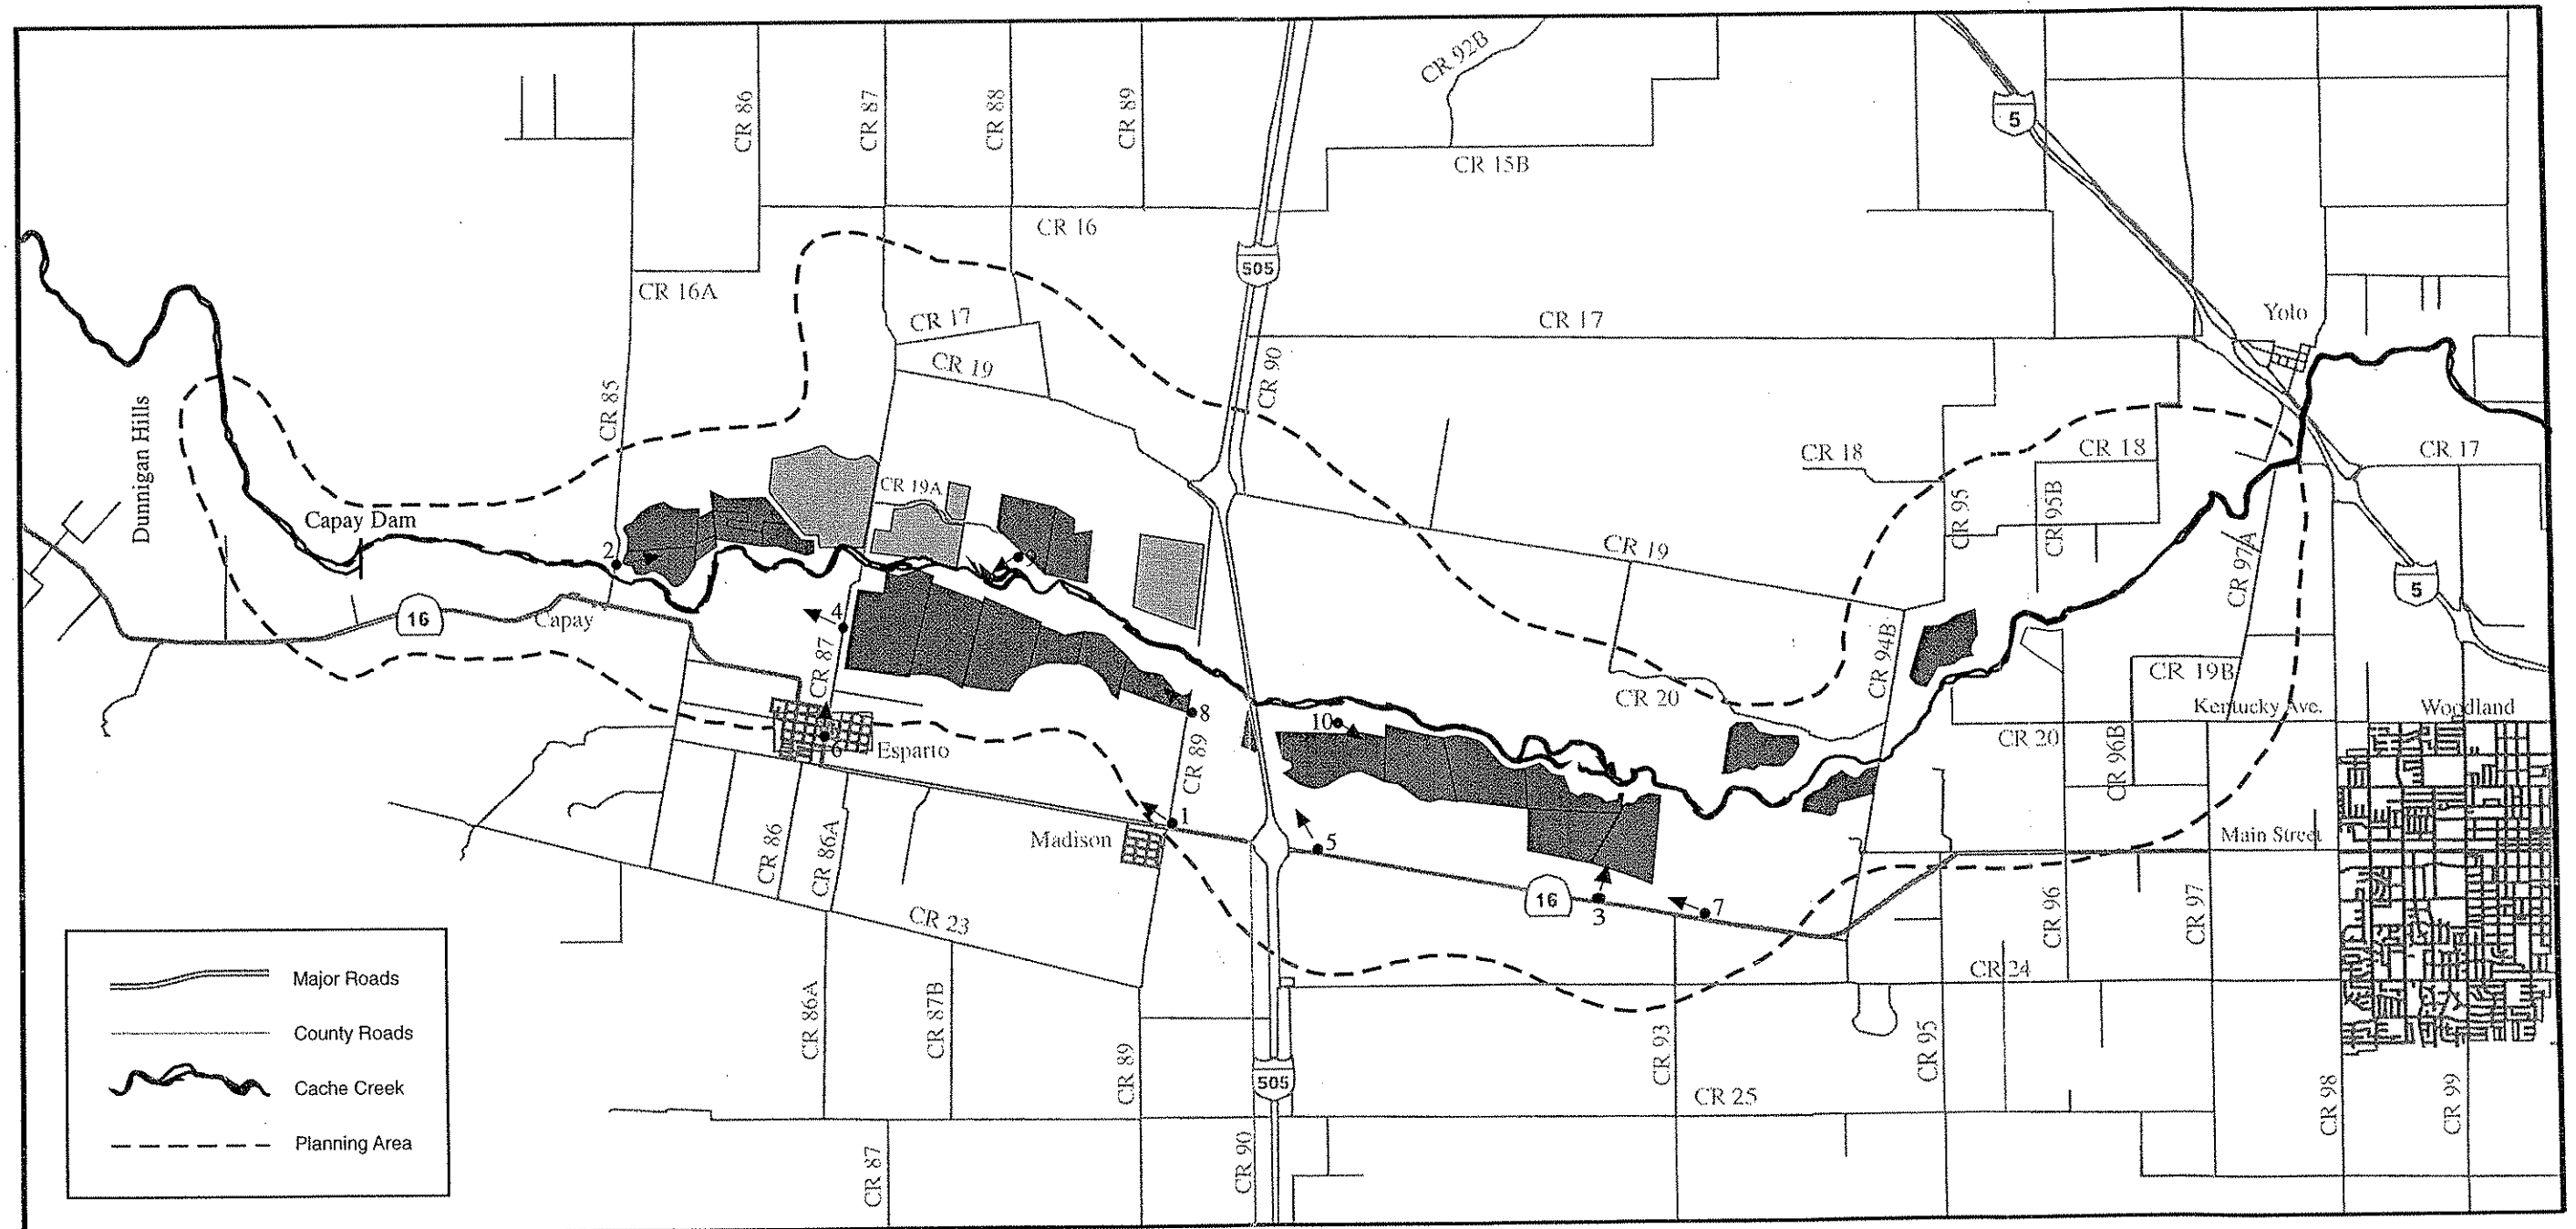 CR 92B
5
CR 86
CR 87
CR 88
CR 89
CR 15B
CR 16
505
CR 16A
CR 17
CR 17
Yolo
CR 19
CR 90
CR 85
Dunnigan Hills
CR 18
CR 18
CR 17
CR 19A
Capay Dam
CR 95
CR 95B
2
9
CR 19
CR 97A
5
16
Capay
4
CR 87
CR 94B
CR 19B
CR 20
Kentucky Ave.
Woodland
8
10
6
Esparto
CR 89
CR 20
CR 96B
1
Madison
5
Main Street
CR 86
CR 86A
16
3
7
CR 23
CR 96
CR 97
CR 24
CR 86A
CR 87B
CR 89
505
CR 93
CR 95
CR 25
CR 98
CR 99
CR 87
CR 90
Major Roads
County Roads
Cache Creek
Planning Area